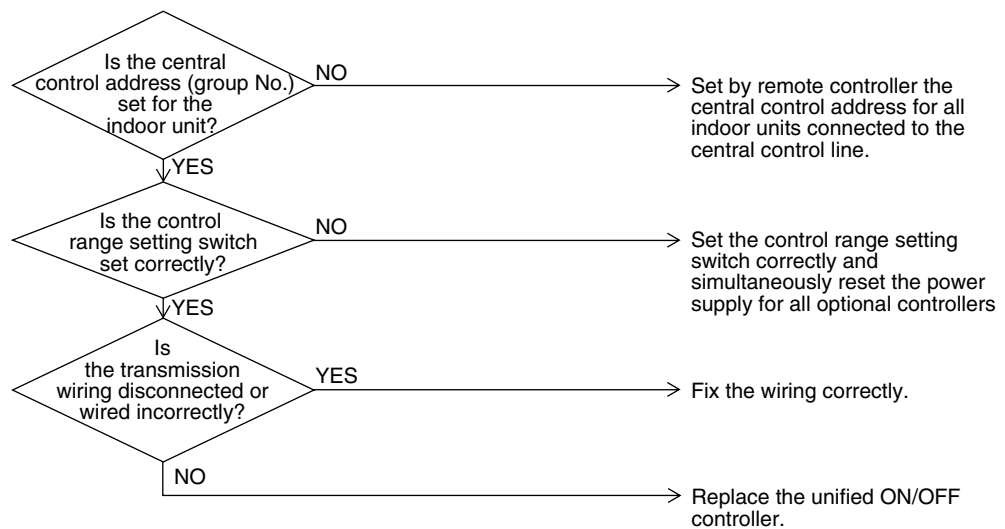 Is the central
control address (group No.)
set for the
indoor unit?
NO
Set by remote controller the
central control address for all
indoor units connected to the
central control line.
YES
Is the control
range setting switch
set correctly?
NO
Set the control range setting
switch correctly and
simultaneously reset the power
supply for all optional controllers
YES
Is
the transmission
wiring disconnected or
wired incorrectly?
YES
Fix the wiring correctly.
NO
Replace the unified ON/OFF
controller.